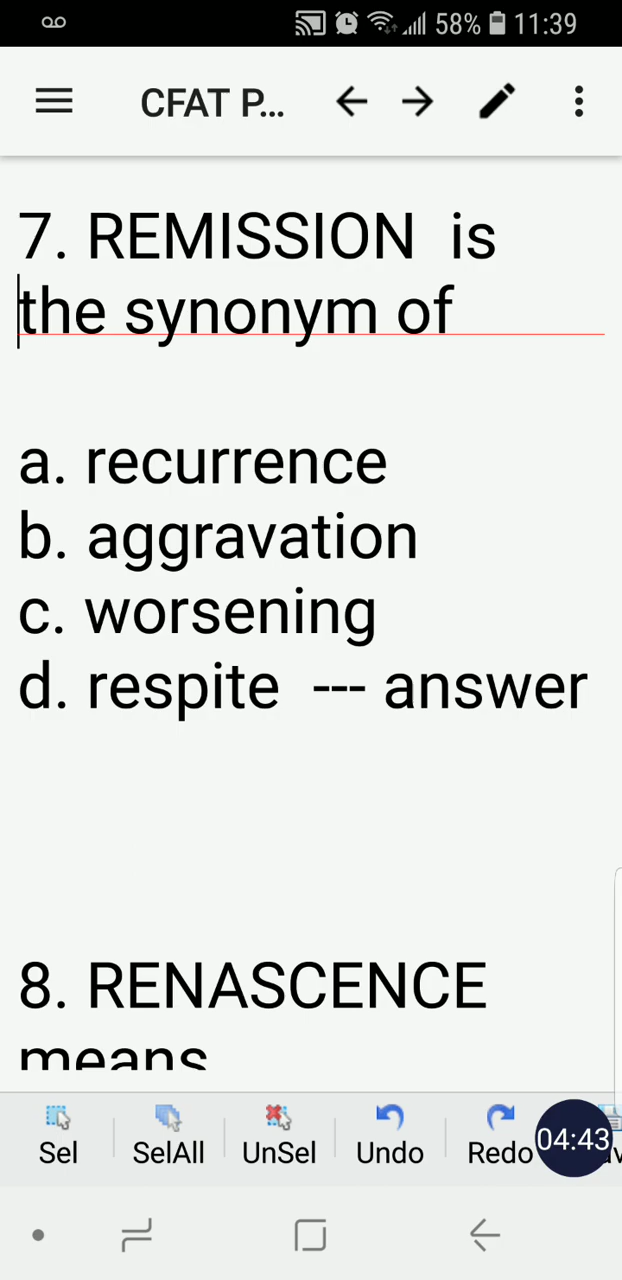 58% 11:39
CFAT P...
7. REMISSION is
the synonym of
a. recurrence
b. aggravation
c. worsening
d. respite --- answer
8. RENASCENCE
means
Sel SelAll UnSel Undo Redo
04:43